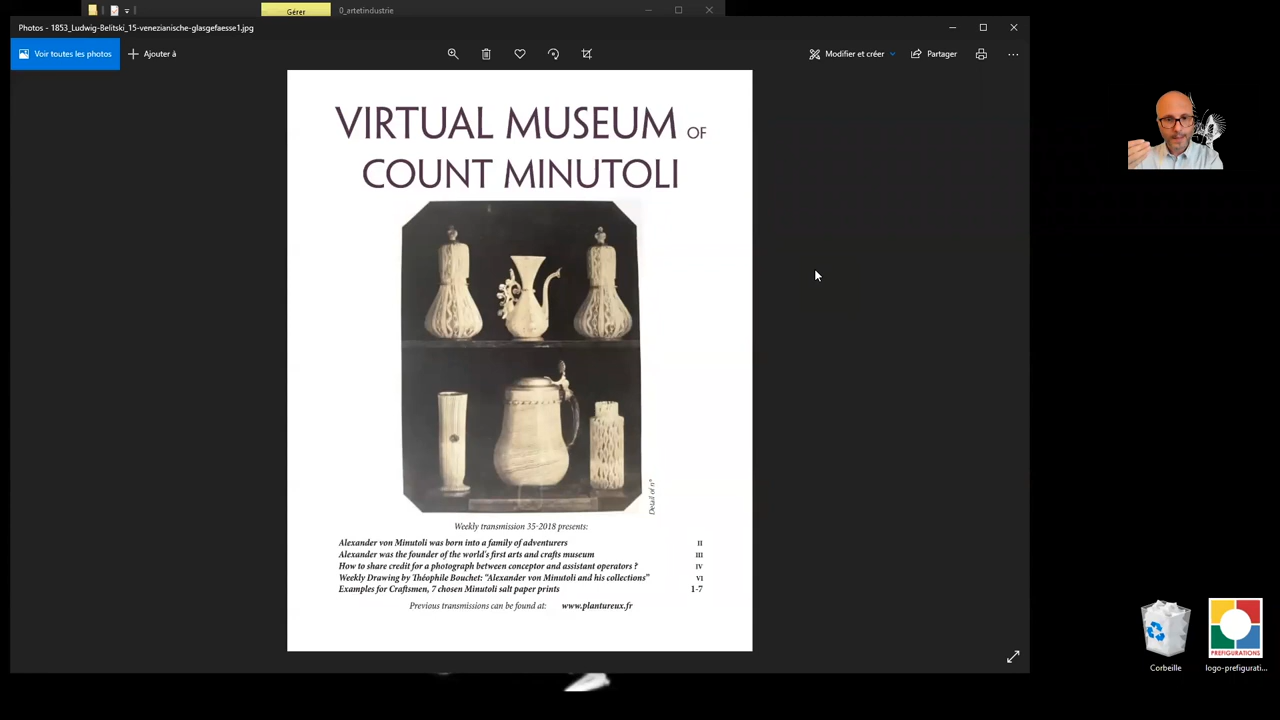 Gérer
0_artetindustrie
Photos - 1853_Ludwig-Belitski_15-venezianische-glasgefaesse1.jpg
Voir toutes les photos
Ajouter à
Modifier et créer
Partager
VIRTUAL MUSEUM OF
COUNT MINUTOLI
Detail of n°
Weekly transmission 35-2018 presents:
Alexander von Minutoli was born into a family of adventurers II
Alexander was the founder of the world's first arts and crafts museum III
How to share credit for a photograph between conceptor and assistant operators ? IV
Weekly Drawing by Théophile Bouchet: "Alexander von Minutoli and his collections" VI
Examples for Craftsmen, 7 chosen Minutoli salt paper prints 1-7
Previous transmissions can be found at: www.plantureux.fr
PREFIGURATIONS
Corbeille
logo-prefigurati...